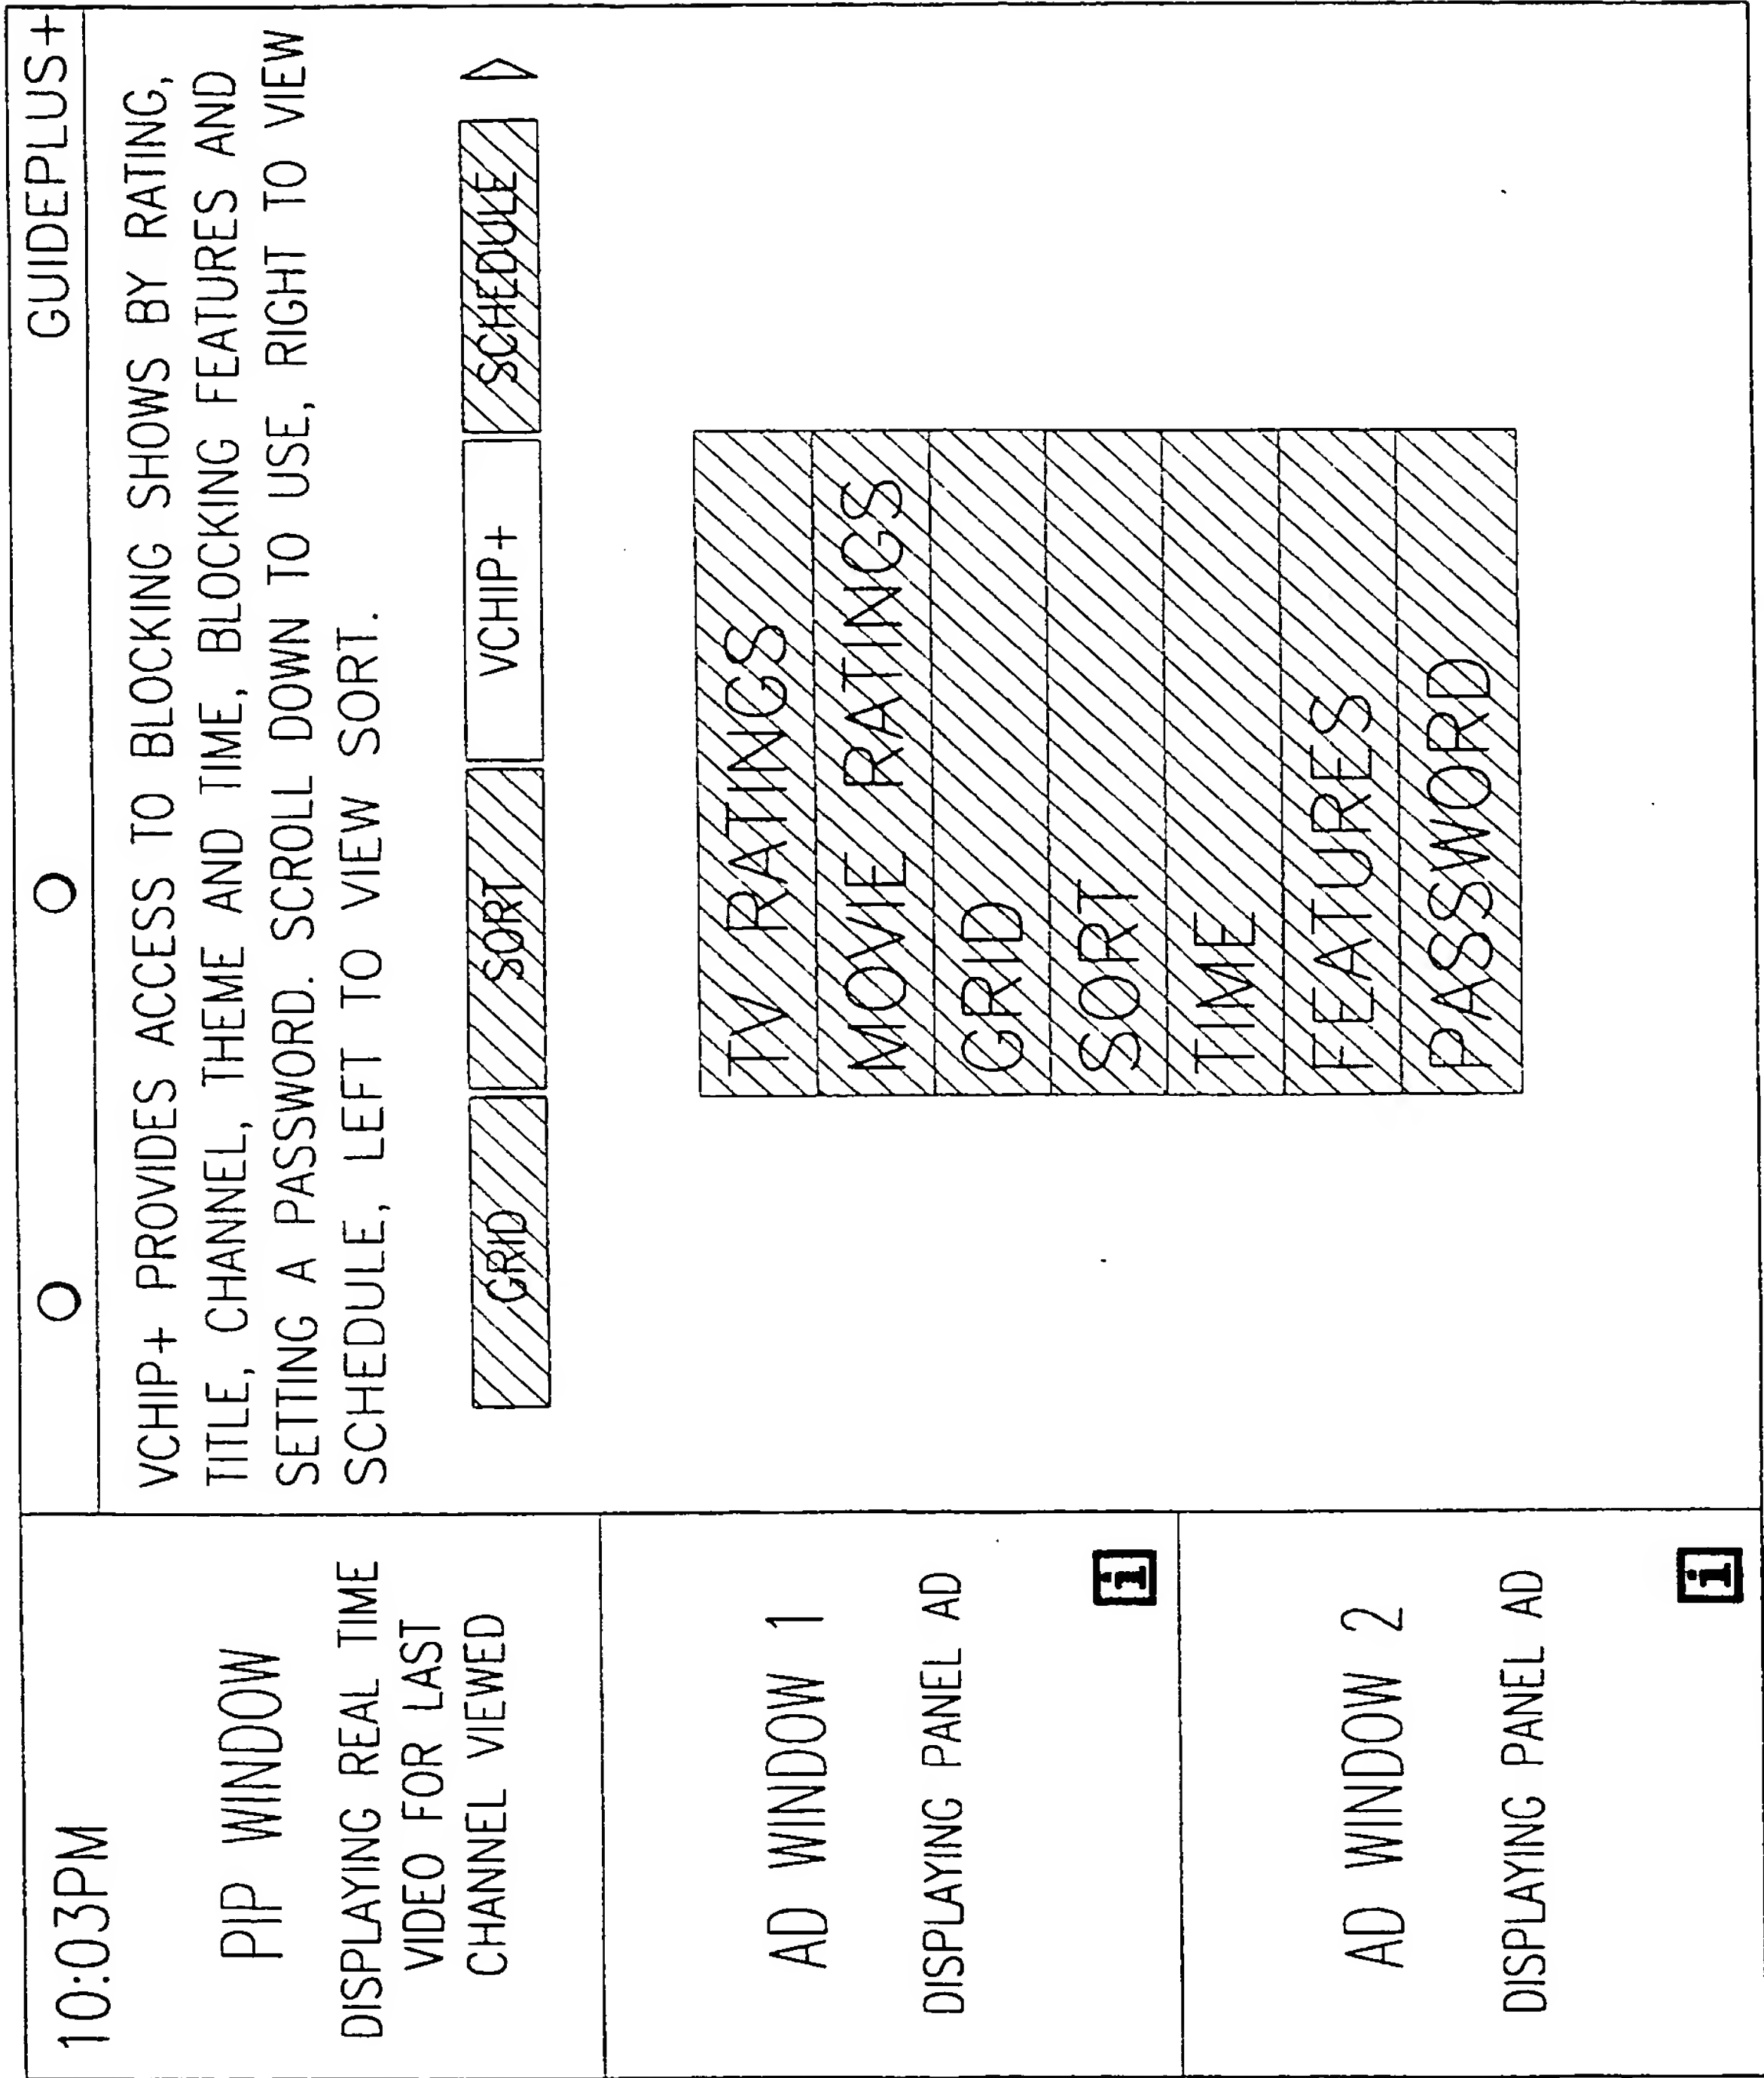 10:03PM
PIP WINDOW
DISPLAYING REAL TIME
VIDEO FOR LAST
CHANNEL VIEWED
AD WINDOW 1
DISPLAYING PANEL AD
i
AD WINDOW 2
DISPLAYING PANEL AD
i
GUIDEPLUS+
VCHIP+ PROVIDES ACCESS TO BLOCKING SHOWS BY RATING,
TITLE, CHANNEL, THEME AND TIME, BLOCKING FEATURES AND
SETTING A PASSWORD. SCROLL DOWN TO USE, RIGHT TO VIEW
SCHEDULE, LEFT TO VIEW SORT.
GRID SORT VCHIP+ SCHEDULE
TV RATINGS
MOVIE RATINGS
GRID
SORT
TIME
FEATURES
PASSWORD